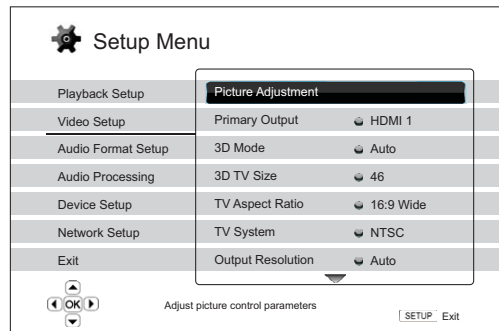 Setup Menu
Playback Setup
Video Setup
Audio Format Setup
Audio Processing
Device Setup
Network Setup
Exit
Picture Adjustment
Primary Output HDMI 1
3D Mode Auto
3D TV Size 46
TV Aspect Ratio 16:9 Wide
TV System NTSC
Output Resolution Auto
OK
Adjust picture control parameters
SETUP Exit